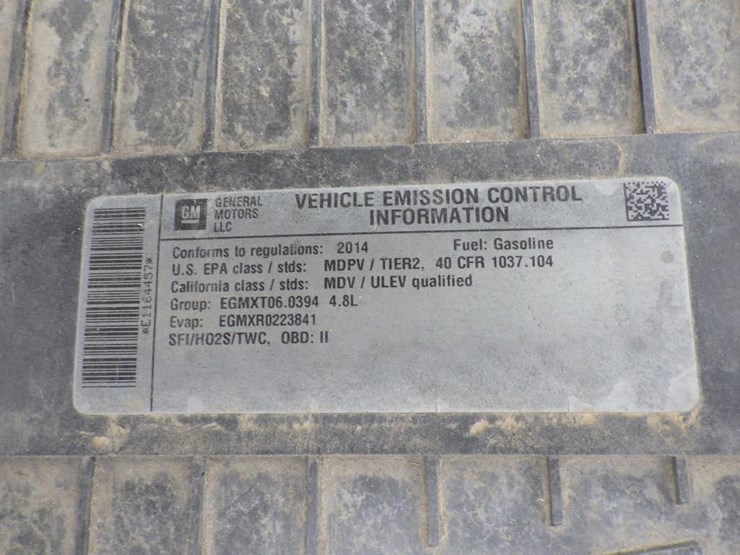 GM GENERAL MOTORS LLC
VEHICLE EMISSION CONTROL
INFORMATION
Conforms to regulations: 2014 Fuel: Gasoline
U.S. EPA class / stds: MDPV / TIER2, 40 CFR 1037.104
California class / stds: MDV / ULEV qualified
Group: EGMXT06.0394 4.8L
Evap: EGMXR0223841
SFI/HO2S/TWC, OBD: II
*E1164457*